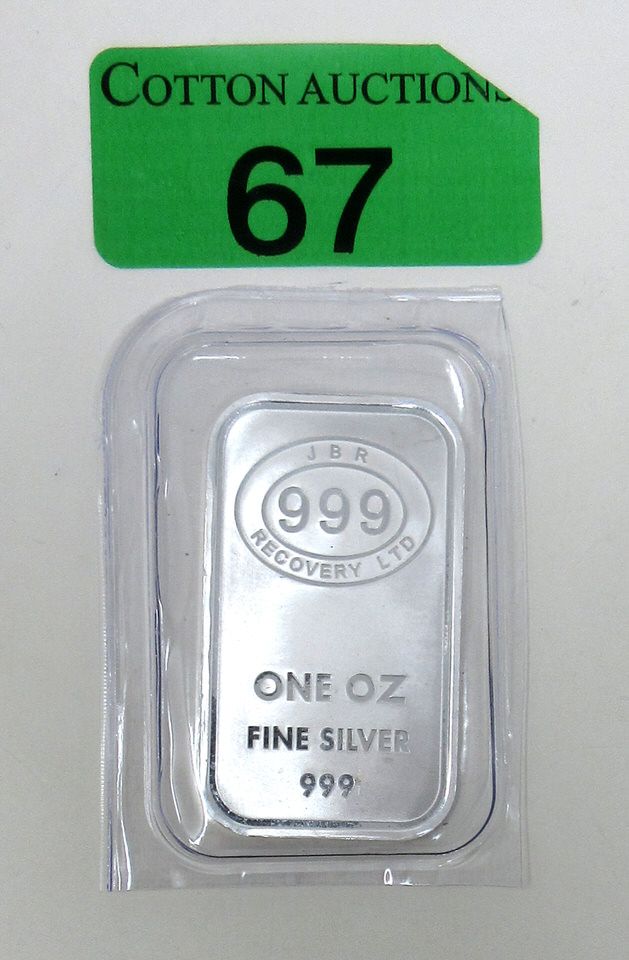 COTTON AUCTIONS
67
JBR
999
RECOVERY LTD
ONE OZ
FINE SILVER
999